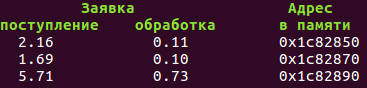 Заявка Адрес
поступление обработка в памяти
2.16 0.11 0x1c82850
1.69 0.10 0x1c82870
5.71 0.73 0x1c82890